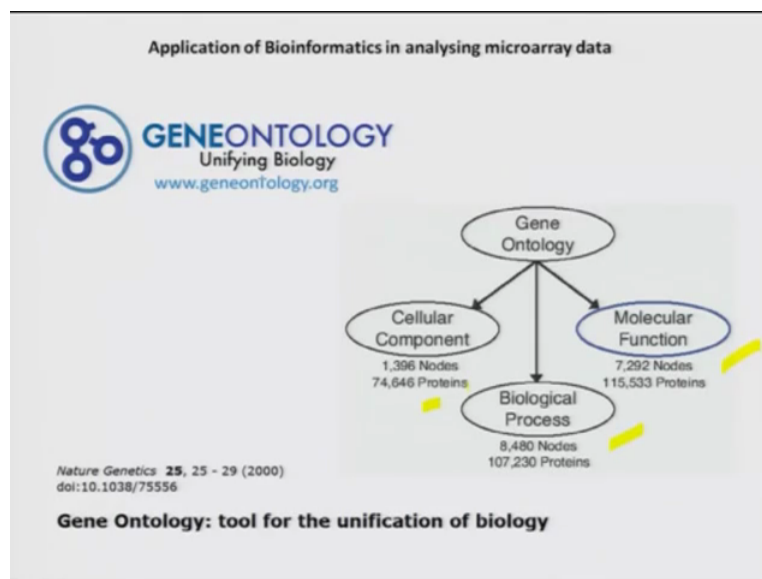 Application of Bioinformatics in analysing microarray data
GENEONTOLOGY
Unifying Biology
www.geneontology.org
Gene
Ontology
Cellular
Component
1,396 Nodes
74,646 Proteins
Molecular
Function
7,292 Nodes
115,533 Proteins
Biological
Process
8,480 Nodes
107,230 Proteins
Nature Genetics 25, 25 - 29 (2000)
doi:10.1038/75556
Gene Ontology: tool for the unification of biology